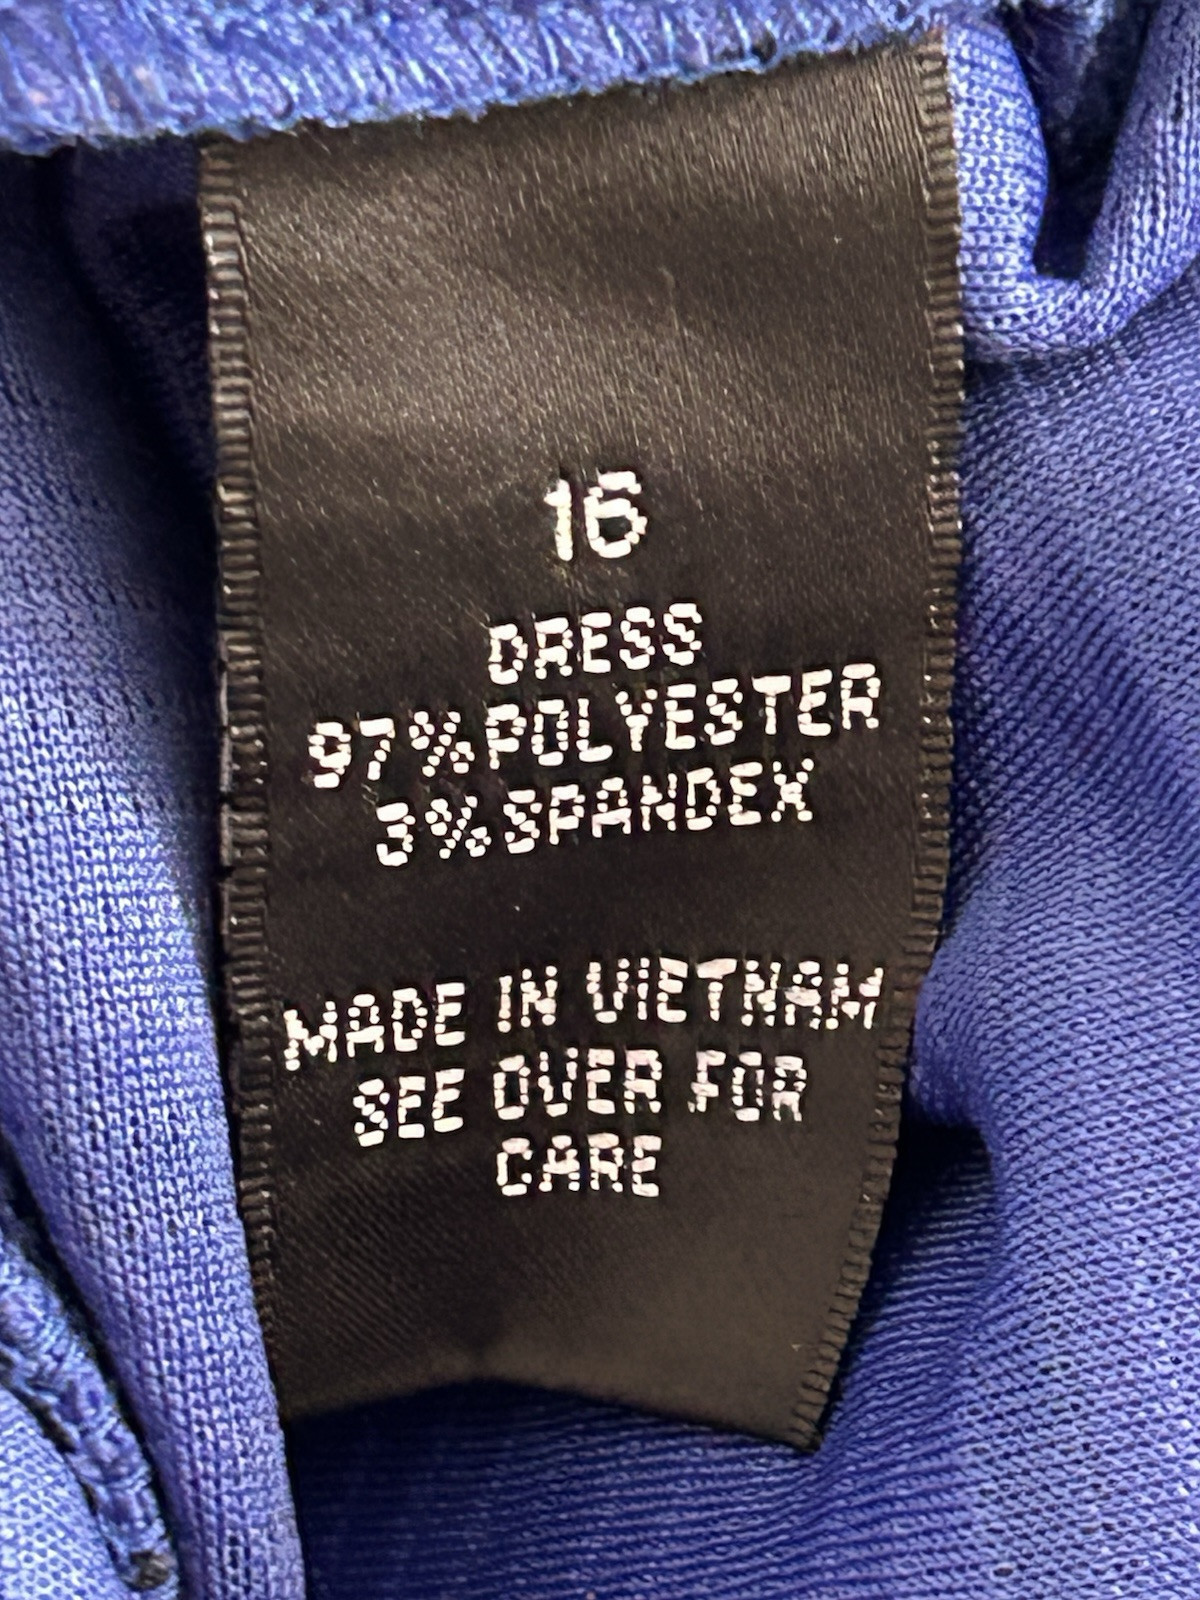 16
DRESS
97%POLYESTER
3%SPANDEX
MADE IN VIETNAM
SEE OVER FOR
CARE